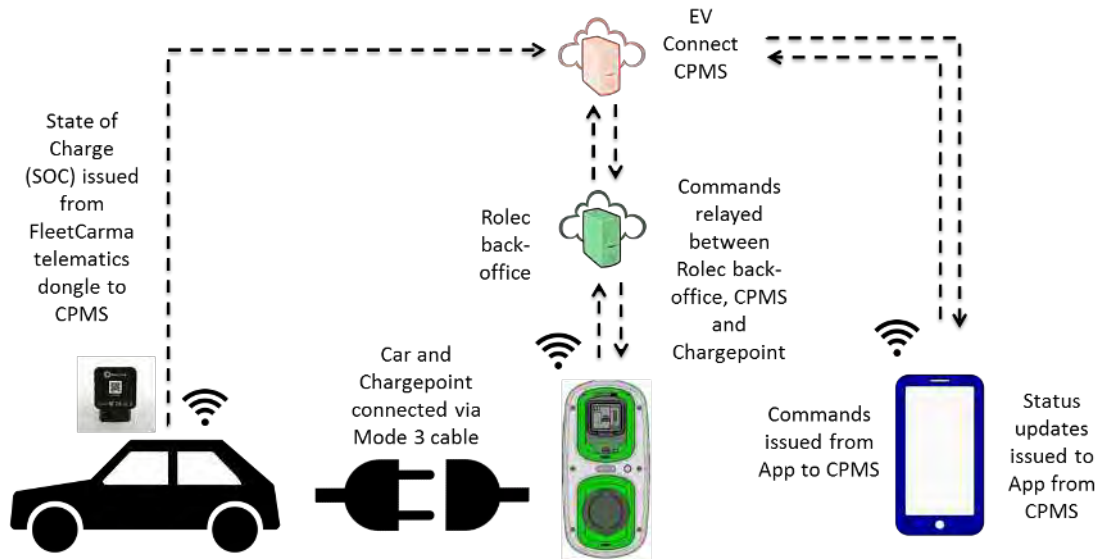 EV
Connect
CPMS
State of
Charge
(SOC) issued
from
FleetCarma
telematics
dongle to
CPMS
Rolec
back-
office
Commands
relayed
between
Rolec back-
office, CPMS
and
Chargepoint
Car and
Chargepoint
connected via
Mode 3 cable
Commands
issued from
App to CPMS
Status
updates
issued to
App from
CPMS